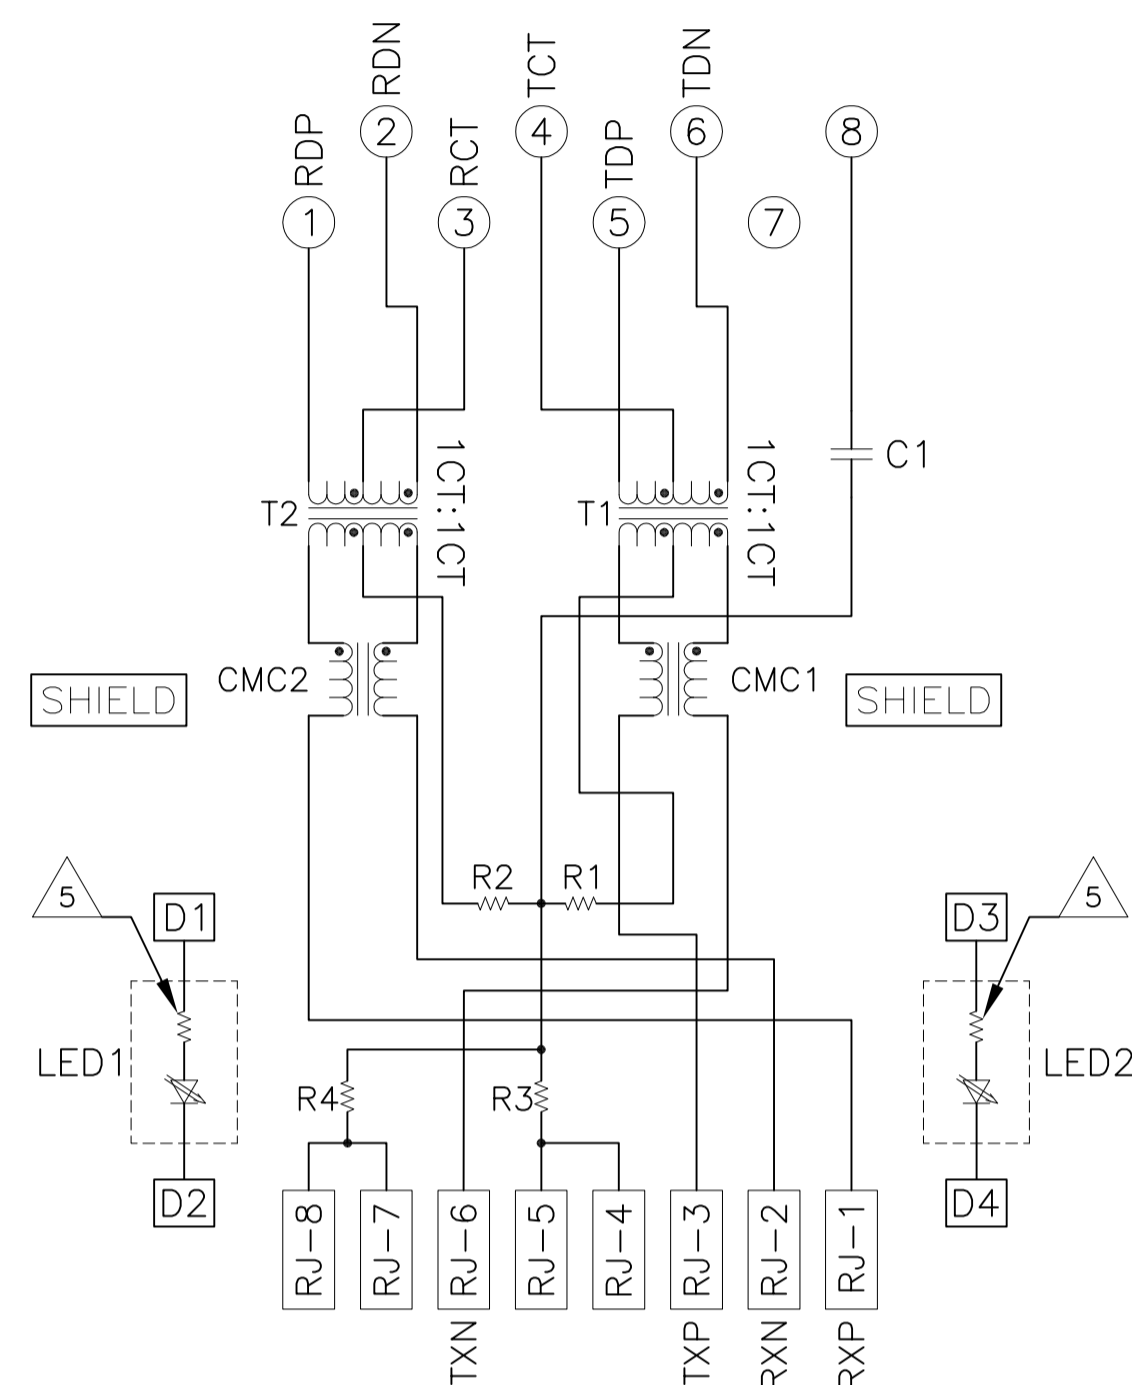 RDN
TCT
TDN
2
4
6
8
RDP
RCT
TDP
1
3
5
7
1CT:1CT
1CT:1CT
C1
T2
T1
CMC2
CMC1
SHIELD
SHIELD
R2
R1
5
5
D1
D3
LED1
LED2
R4
R3
D2
D4
RJ-8
RJ-7
RJ-6
RJ-5
RJ-4
RJ-3
RJ-2
RJ-1
TXN
TXP
RXN
RXP